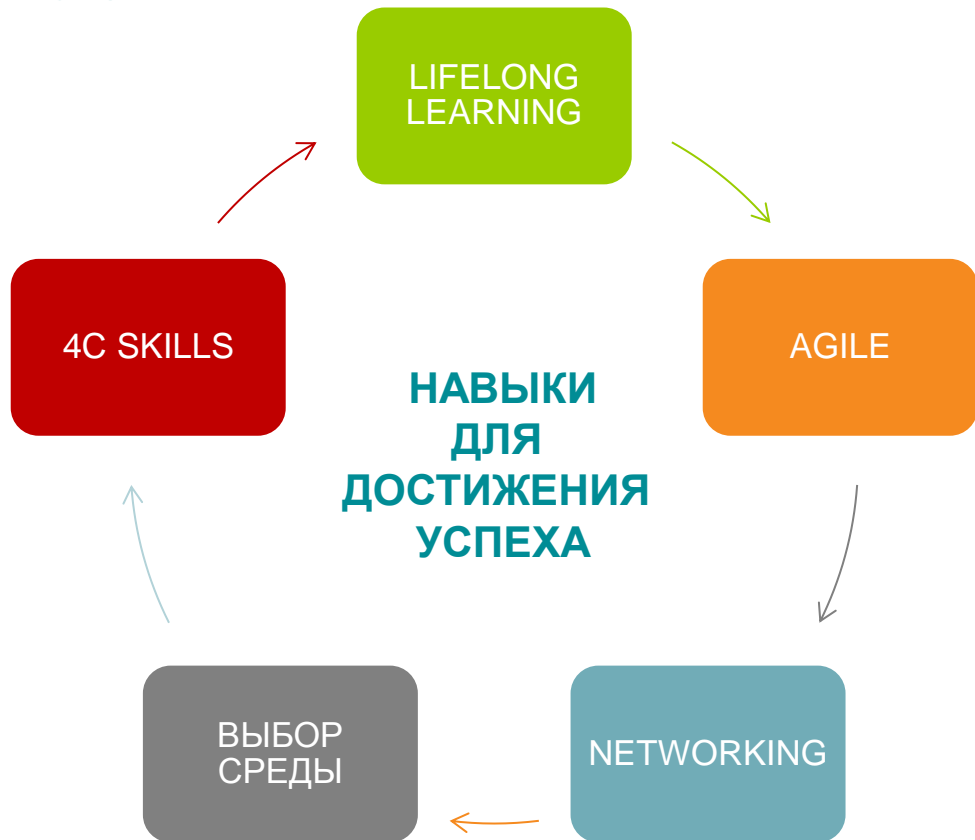 LIFELONG
LEARNING
4C SKILLS
AGILE
НАВЫКИ
ДЛЯ
ДОСТИЖЕНИЯ
УСПЕХА
ВЫБОР
СРЕДЫ
NETWORKING